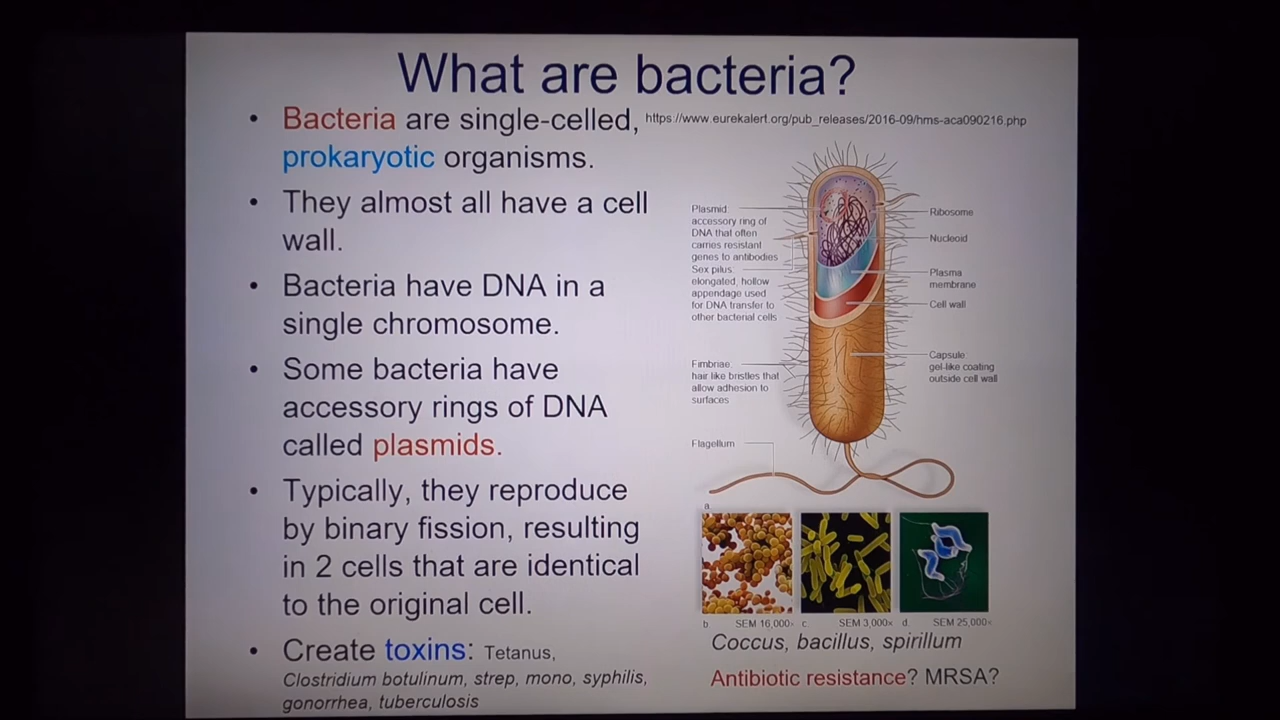 What are bacteria?
• Bacteria are single-celled,
prokaryotic organisms.
• They almost all have a cell
wall.
• Bacteria have DNA in a
single chromosome.
• Some bacteria have
accessory rings of DNA
called plasmids.
• Typically, they reproduce
by binary fission, resulting
in 2 cells that are identical
to the original cell.
• Create toxins: Tetanus,
Clostridium botulinum, strep, mono, syphilis,
gonorrhea, tuberculosis
https://www.eurekalert.org/pub_releases/2016-09/hms-aca090216.php
Plasmid:
accessory ring of
DNA that often
carries resistant
genes to antibodies
Sex pilus:
elongated, hollow
appendage used
for DNA transfer to
other bacterial cells
Fimbriae:
hair like bristles that
allow adhesion to
surfaces
Flagellum
Ribosome
Nucleoid
Plasma
membrane
Cell wall
Capsule:
gel-like coating
outside cell wall
a.
b. SEM 16,000× c. SEM 3,000× d. SEM 25,000×
Coccus, bacillus, spirillum
Antibiotic resistance? MRSA?